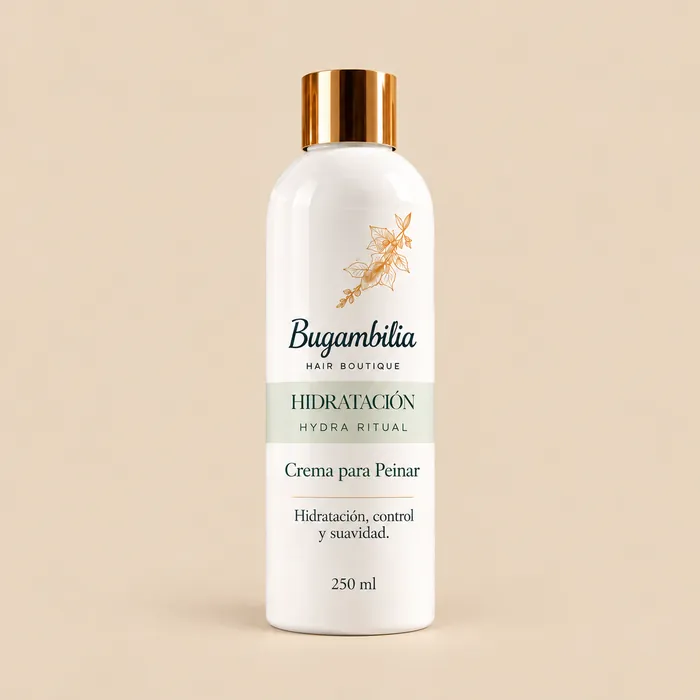 Bugambilia
HAIR BOUTIQUE
HIDRATACIÓN
HYDRA RITUAL
Crema para Peinar
Hidratación, control
y suavidad.
250 ml